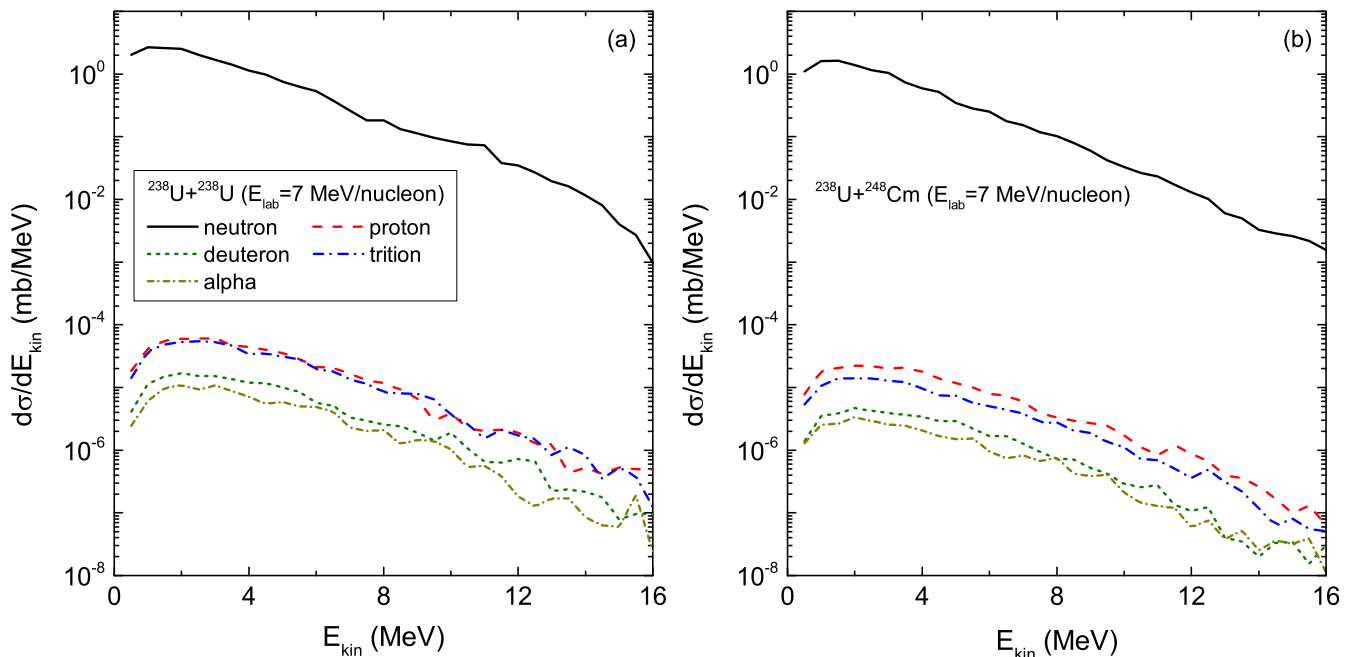 (a)
10⁰
10⁻²
10⁻⁴
10⁻⁶
10⁻⁸
dσ/dE_kin (mb/MeV)
²³⁸U+²³⁸U (E_lab=7 MeV/nucleon)
neutron
proton
deuteron
trition
alpha
0
4
8
12
16
E_kin (MeV)
(b)
10⁰
10⁻²
10⁻⁴
10⁻⁶
10⁻⁸
dσ/dE_kin (mb/MeV)
²³⁸U+²⁴⁸Cm (E_lab=7 MeV/nucleon)
0
4
8
12
16
E_kin (MeV)